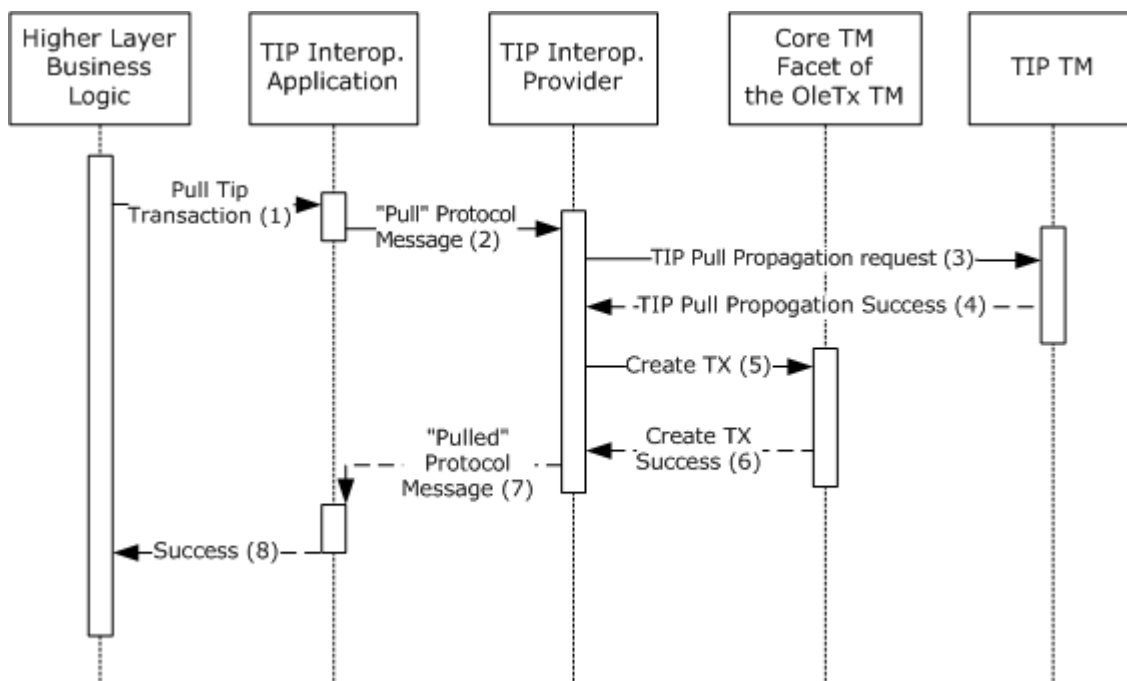 Higher Layer
Business
Logic
TIP Interop.
Application
TIP Interop.
Provider
Core TM
Facet of
the OleTx TM
TIP TM
Pull Tip
Transaction (1)
"Pull" Protocol
Message (2)
TIP Pull Propagation request (3)
TIP Pull Propogation Success (4)
Create TX (5)
Create TX
Success (6)
"Pulled"
Protocol
Message (7)
Success (8)